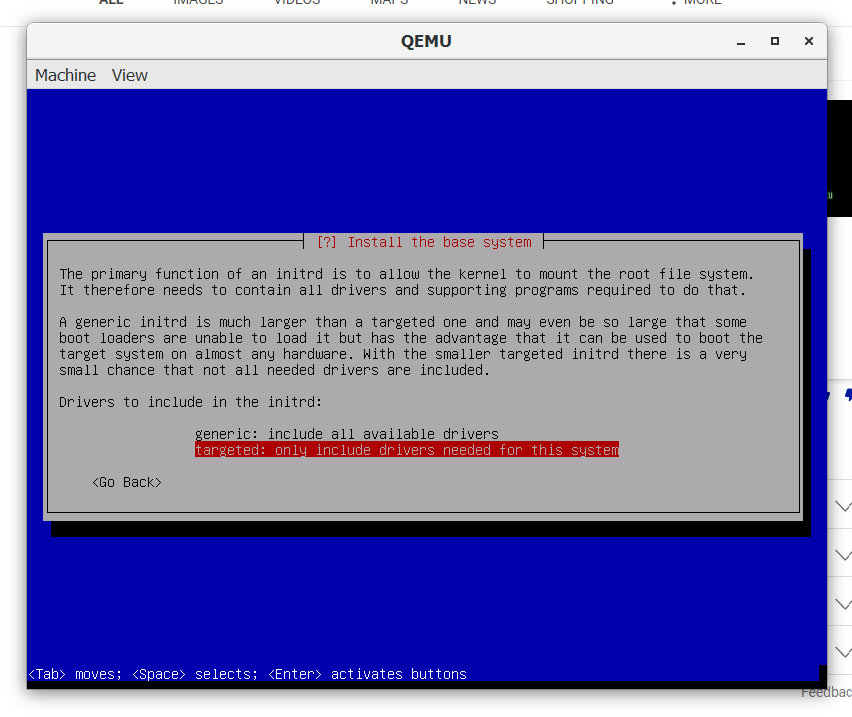 ALL IMAGES VIDEOS MAPS NEWS SHOPPING MORE
QEMU
Machine View
[?] Install the base system
The primary function of an initrd is to allow the kernel to mount the root file system.
It therefore needs to contain all drivers and supporting programs required to do that.
A generic initrd is much larger than a targeted one and may even be so large that some
boot loaders are unable to load it but has the advantage that it can be used to boot the
target system on almost any hardware. With the smaller targeted initrd there is a very
small chance that not all needed drivers are included.
Drivers to include in the initrd:
generic: include all available drivers
targeted: only include drivers needed for this system
<Go Back>
<Tab> moves; <Space> selects; <Enter> activates buttons
Feedbac